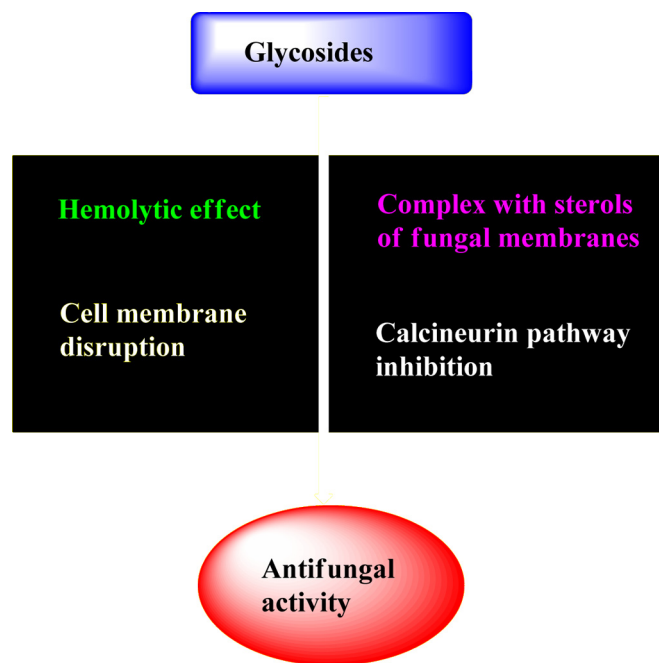 Glycosides
Hemolytic effect
Cell membrane
disruption
Complex with sterols
of fungal membranes
Calcineurin pathway
inhibition
Antifungal
activity